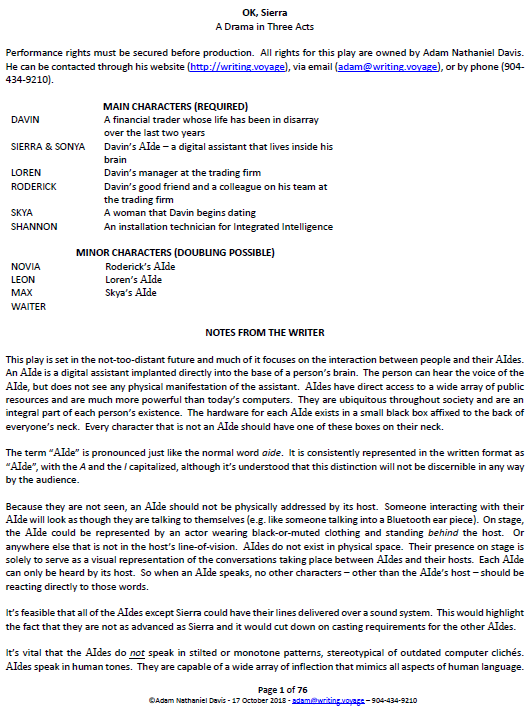 OK, Sierra
A Drama in Three Acts
Performance rights must be secured before production. All rights for this play are owned by Adam Nathaniel Davis.
He can be contacted through his website (http://writing.voyage), via email (adam@writing.voyage), or by phone (904-
434-9210).
MAIN CHARACTERS (REQUIRED)
DAVIN A financial trader whose life has been in disarray
over the last two years
SIERRA & SONYA Davin's AIde – a digital assistant that lives inside his
brain
LOREN Davin's manager at the trading firm
RODERICK Davin's good friend and a colleague on his team at
the trading firm
SKYA A woman that Davin begins dating
SHANNON An installation technician for Integrated Intelligence
MINOR CHARACTERS (DOUBLING POSSIBLE)
NOVIA Roderick's AIde
LEON Loren's AIde
MAX Skya's AIde
WAITER
NOTES FROM THE WRITER
This play is set in the not-too-distant future and much of it focuses on the interaction between people and their AIdes.
An AIde is a digital assistant implanted directly into the base of a person's brain. The person can hear the voice of the
AIde, but does not see any physical manifestation of the assistant. AIdes have direct access to a wide array of public
resources and are much more powerful than today's computers. They are ubiquitous throughout society and are an
integral part of each person's existence. The hardware for each AIde exists in a small black box affixed to the back of
everyone's neck. Every character that is not an AIde should have one of these boxes on their neck.
The term "AIde" is pronounced just like the normal word aide. It is consistently represented in the written format as
"AIde", with the A and the I capitalized, although it's understood that this distinction will not be discernible in any way
by the audience.
Because they are not seen, an AIde should not be physically addressed by its host. Someone interacting with their
AIde will look as though they are talking to themselves (e.g. like someone talking into a Bluetooth ear piece). On stage,
the AIde could be represented by an actor wearing black-or-muted clothing and standing behind the host. Or
anywhere else that is not in the host's line-of-vision. AIdes do not exist in physical space. Their presence on stage is
solely to serve as a visual representation of the conversations taking place between AIdes and their hosts. Each AIde
can only be heard by its host. So when an AIde speaks, no other characters – other than the AIde's host – should be
reacting directly to those words.
It's feasible that all of the AIdes except Sierra could have their lines delivered over a sound system. This would highlight
the fact that they are not as advanced as Sierra and it would cut down on casting requirements for the other AIdes.
It's vital that the AIdes do not speak in stilted or monotone patterns, stereotypical of outdated computer clichés.
AIdes speak in human tones. They are capable of a wide array of inflection that mimics all aspects of human language.
Page 1 of 76
©Adam Nathaniel Davis - 17 October 2018 - adam@writing.voyage – 904-434-9210